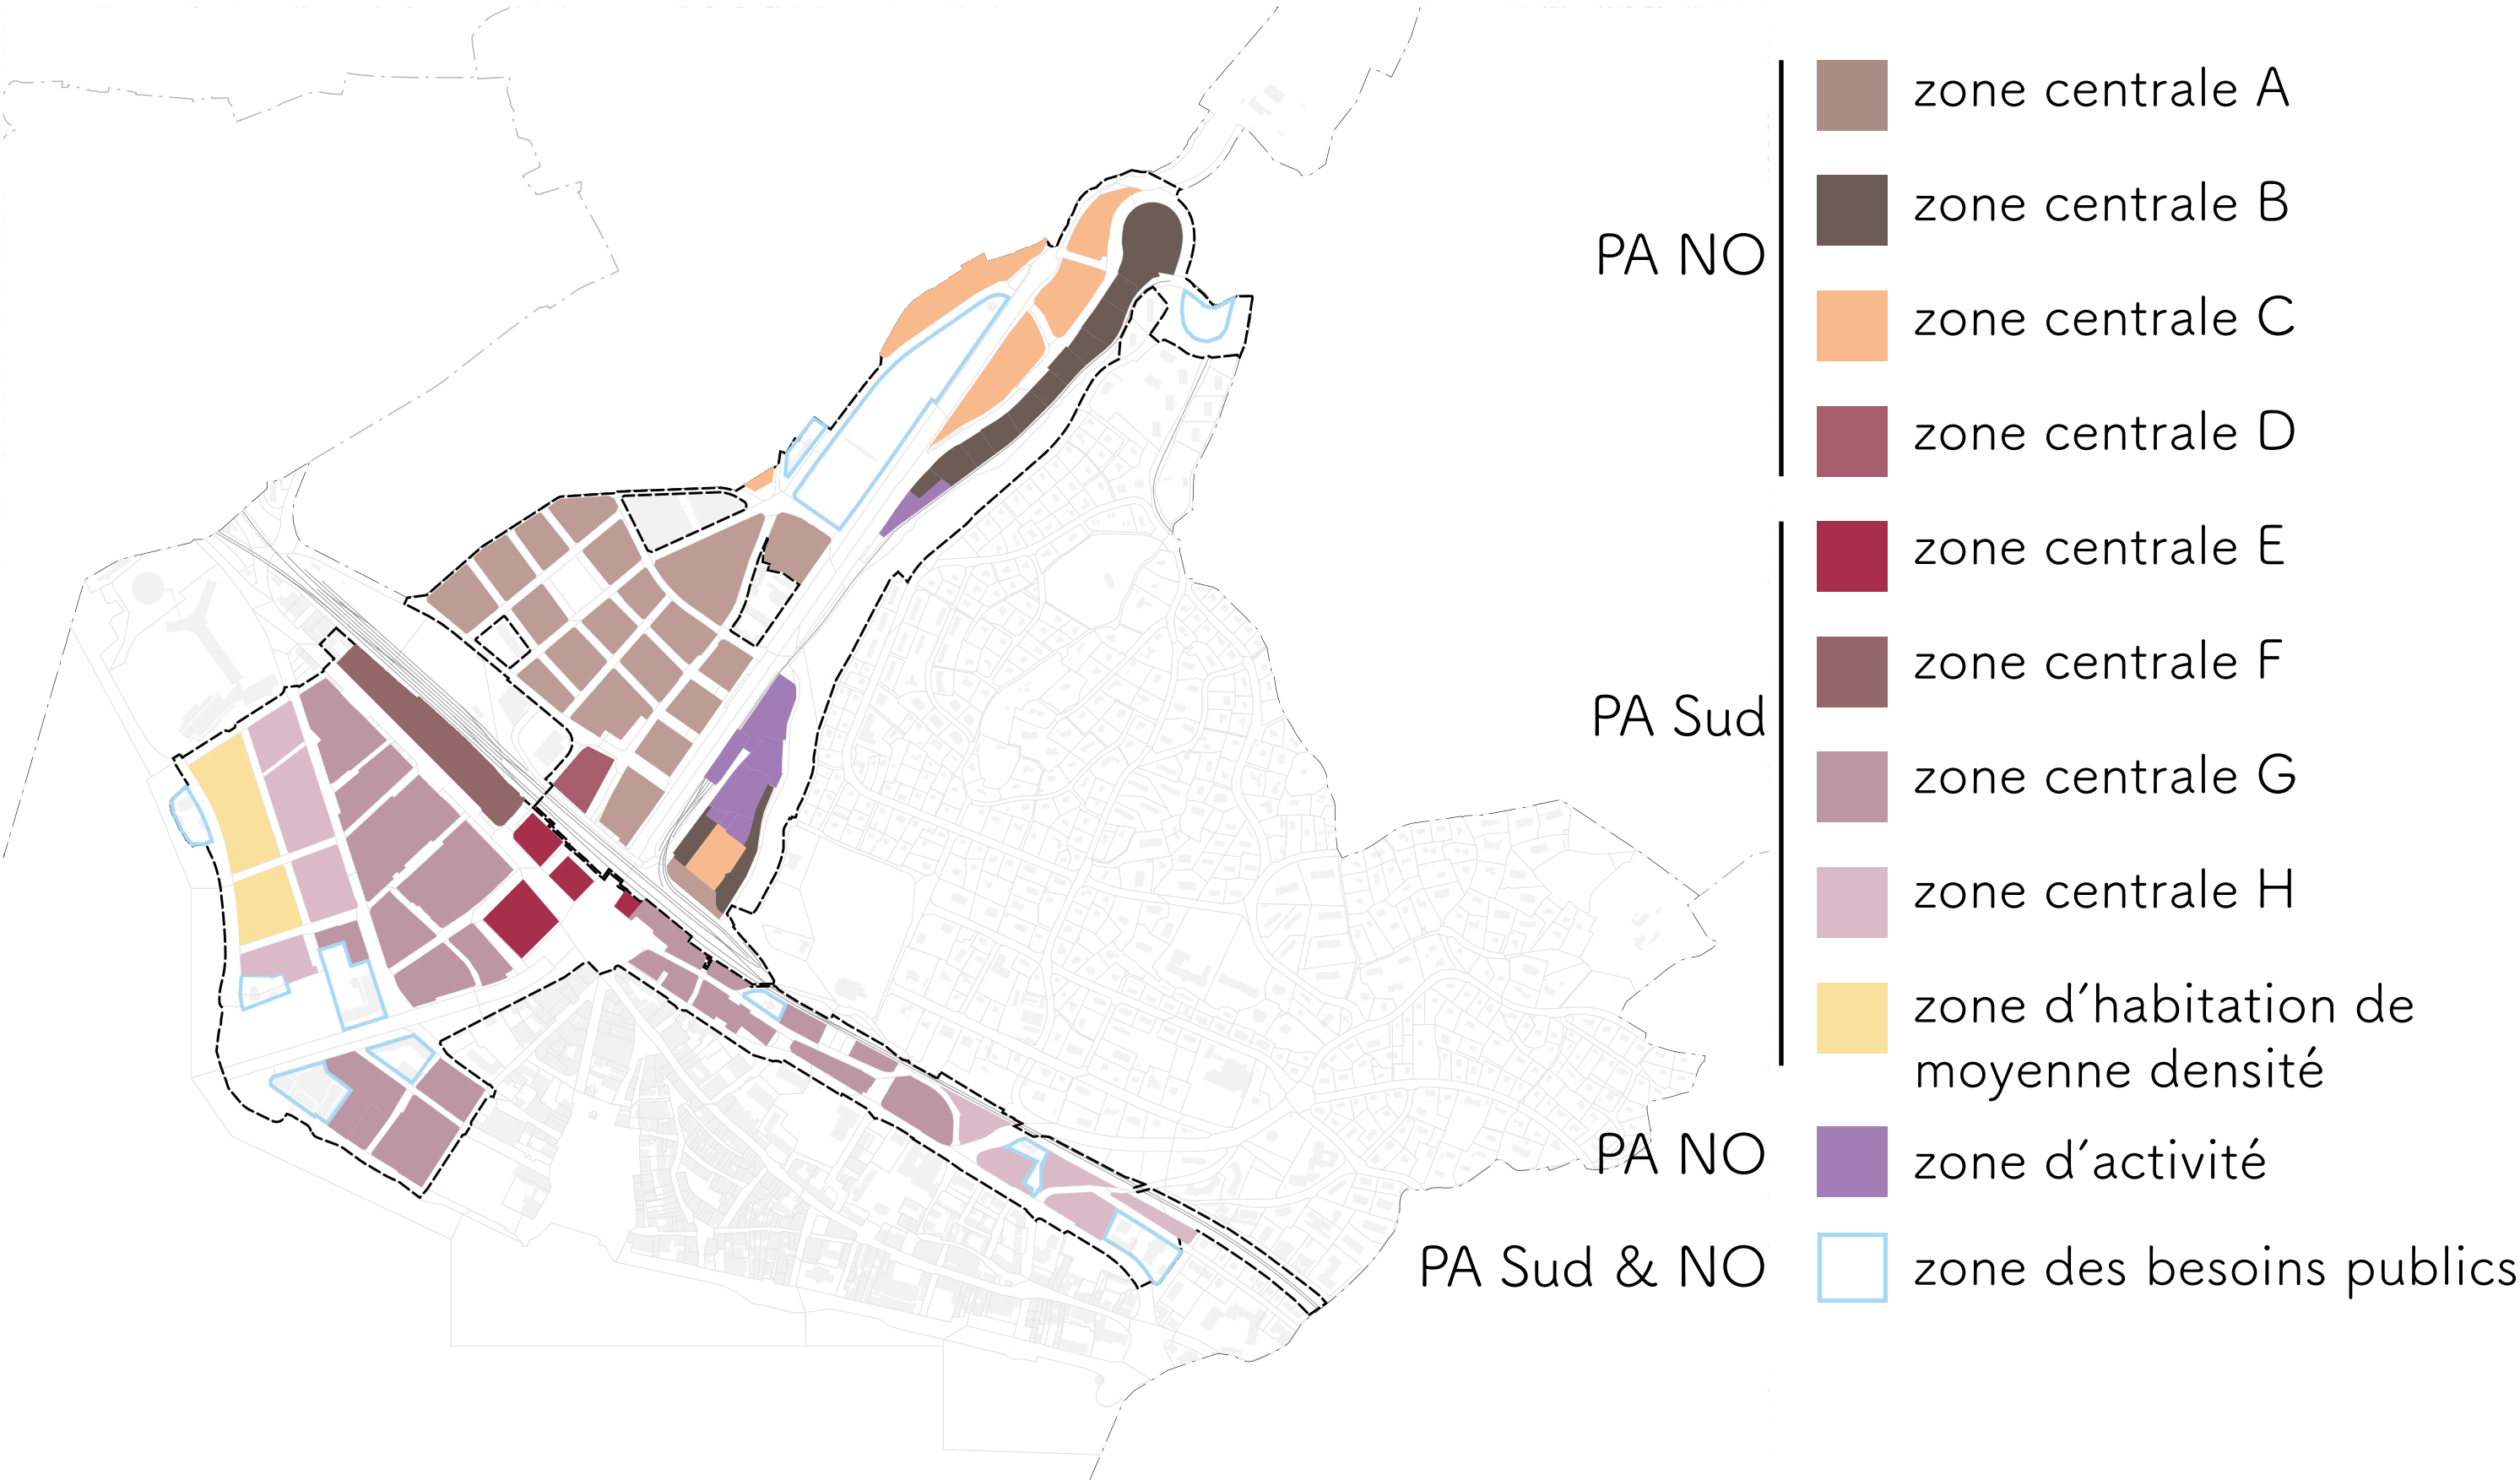 zone centrale A
zone centrale B
PA NO
zone centrale C
zone centrale D
zone centrale E
zone centrale F
PA Sud
zone centrale G
zone centrale H
zone d'habitation de
moyenne densité
PA NO
zone d'activité
PA Sud & NO
zone des besoins publics